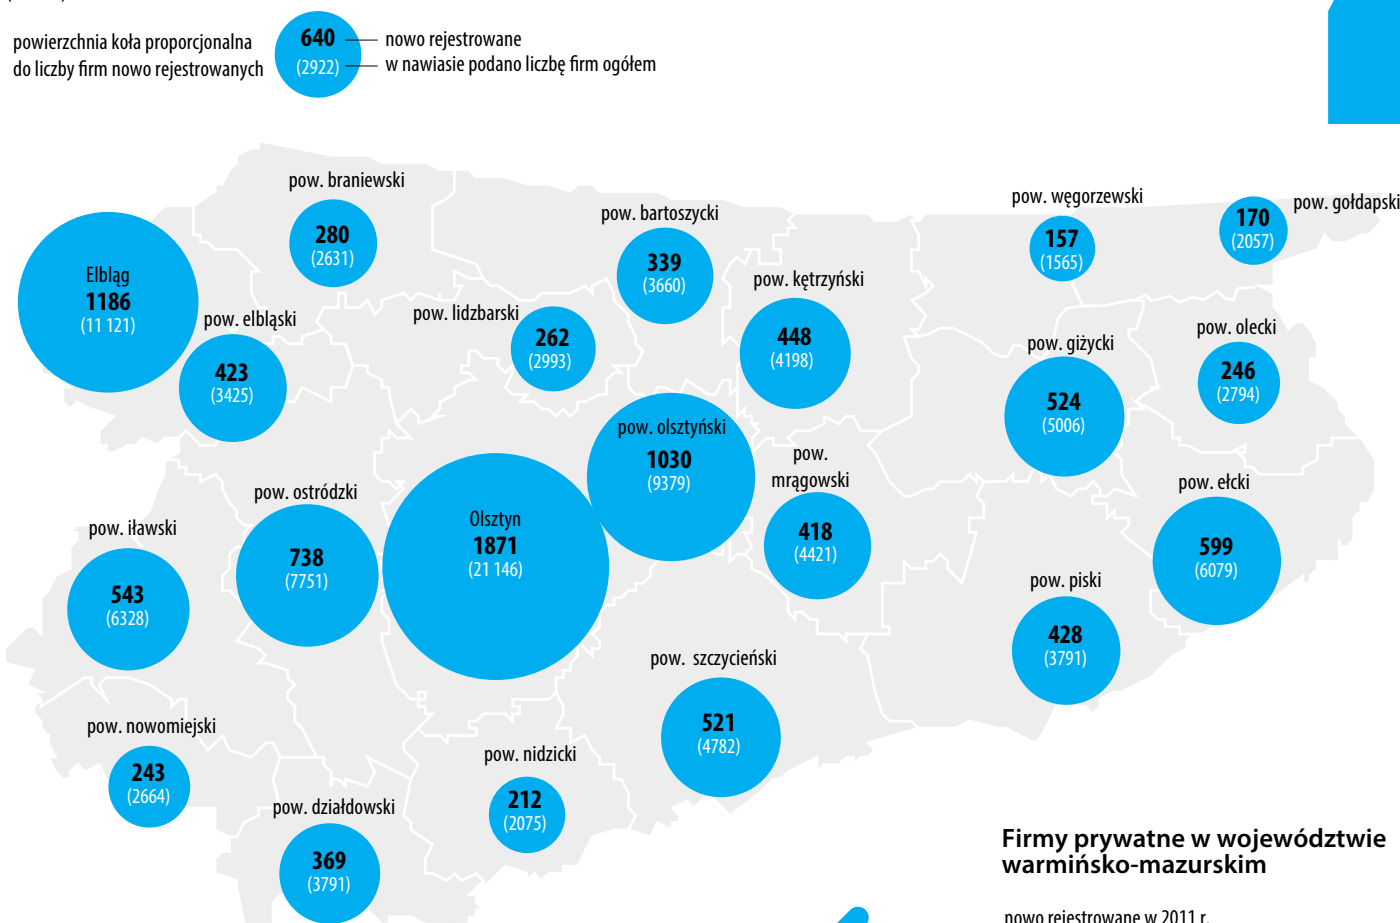 powierzchnia koła proporcjonalna
do liczby firm nowo rejestrowanych
640
(2922)
nowo rejestrowane
w nawiasie podano liczbę firm ogółem
pow. braniewski
280
(2631)
pow. bartoszycki
339
(3660)
pow. węgorzewski
157
(1565)
pow. gołdapski
170
(2057)
Elbląg
1186
(11 121)
pow. elbląski
423
(3425)
pow. lidzbarski
262
(2993)
pow. kętrzyński
448
(4198)
pow. giżycki
524
(5006)
pow. olecki
246
(2794)
pow. olsztyński
1030
(9379)
pow.
mrągowski
418
(4421)
pow. ełcki
599
(6079)
pow. ostródzki
738
(7751)
Olsztyn
1871
(21 146)
pow. iławski
543
(6328)
pow. piski
428
(3791)
pow. szczycieński
521
(4782)
pow. nowomiejski
243
(2664)
pow. nidzicki
212
(2075)
pow. działdowski
369
(3791)
Firmy prywatne w województwie
warmińsko-mazurskim
nowo rejestrowane w 2011 r.